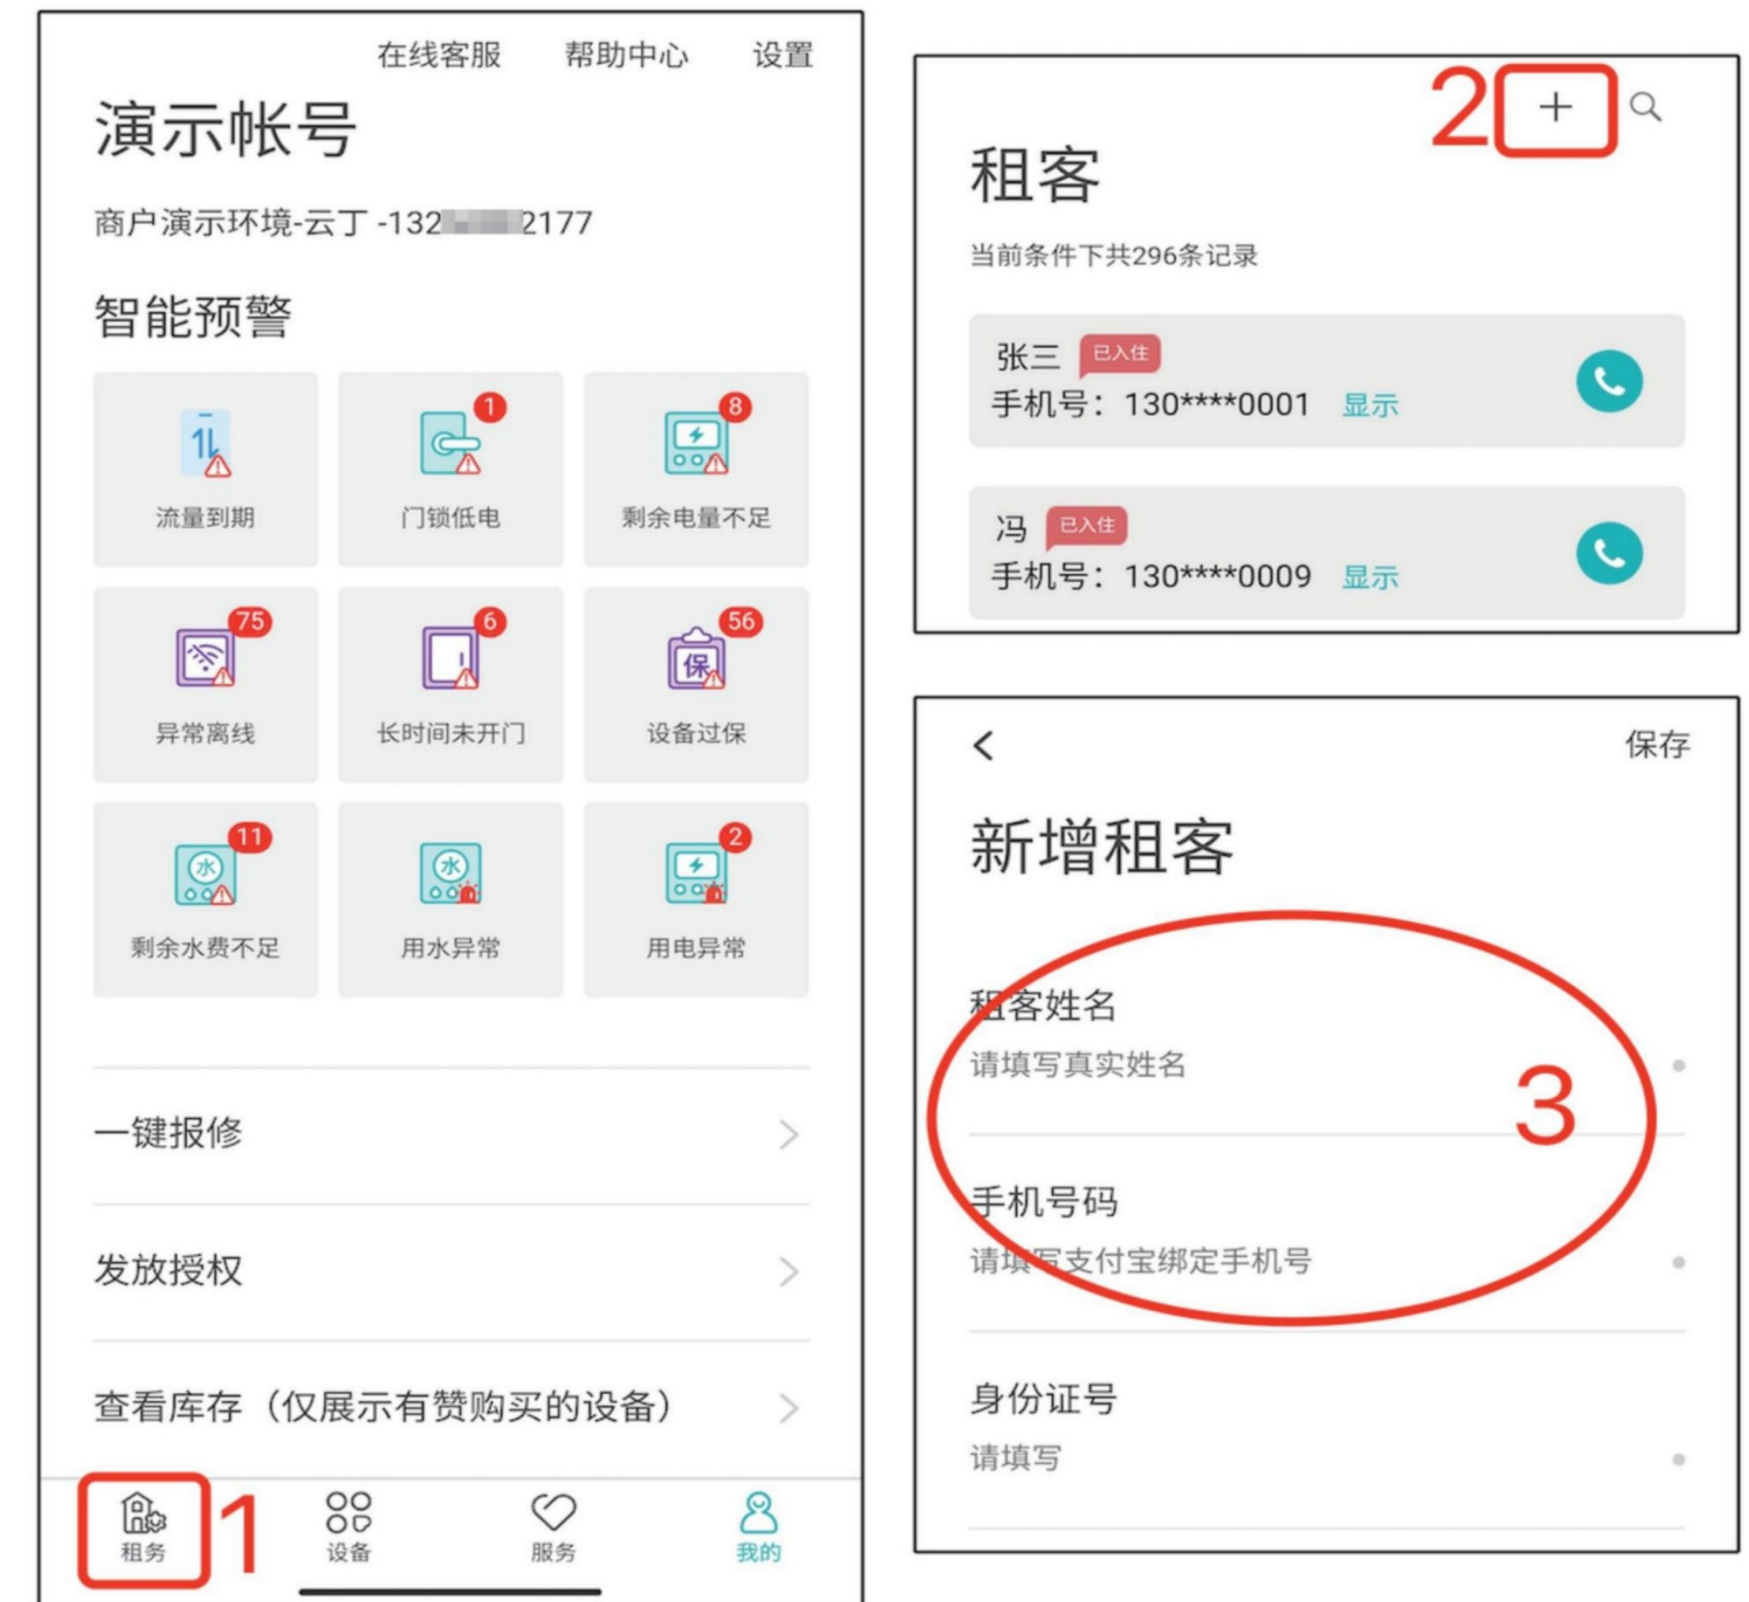 在线客服 帮助中心 设置
演示帐号
商户演示环境-云丁 -132 2177
智能预警
1 8
流量到期 门锁低电 剩余电量不足
75 6 56
保
异常离线 长时间未开门 设备过保
11 2
水 水
剩余水费不足 用水异常 用电异常
一键报修
发放授权
查看库存（仅展示有赞购买的设备）
1
租务 设备 服务 我的
2 +
租客
当前条件下共296条记录
张三 已入住
手机号：130****0001 显示
冯 已入住
手机号：130****0009 显示
保存
新增租客
租客姓名
请填写真实姓名
3
手机号码
请填写支付宝绑定手机号
身份证号
请填写